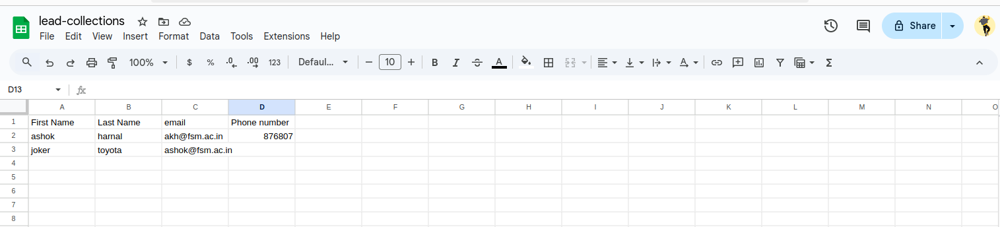 lead-collections
File Edit View Insert Format Data Tools Extensions Help
Share
100% $ % .0 .00 123 Defaul... 10 B I S A A Σ
D13 fx
A B C D E F G H I J K L M N O
1 First Name Last Name email Phone number
2 ashok harnal akh@fsm.ac.in 876807
3 joker toyota ashok@fsm.ac.in
4
5
6
7
8